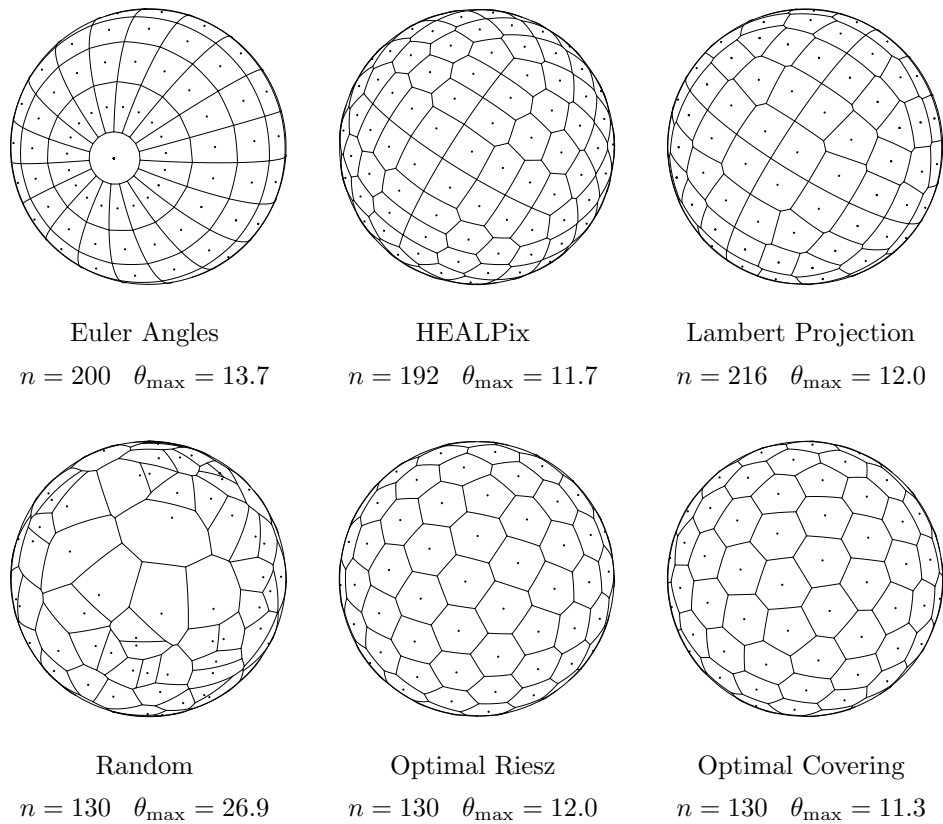 Euler Angles HEALPix Lambert Projection
n = 200 θmax = 13.7 n = 192 θmax = 11.7 n = 216 θmax = 12.0
Random Optimal Riesz Optimal Covering
n = 130 θmax = 26.9 n = 130 θmax = 12.0 n = 130 θmax = 11.3